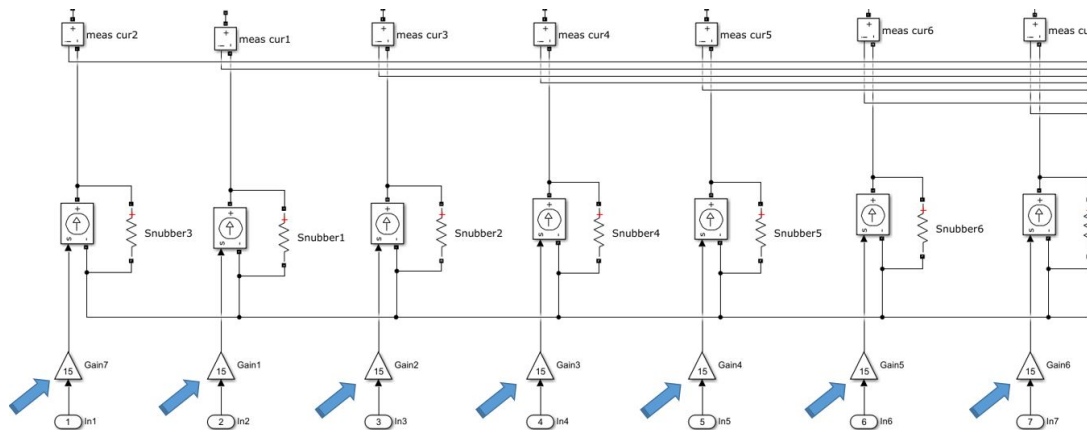 meas cur2 meas cur1 meas cur3 meas cur4 meas cur5 meas cur6 meas cu
Snubber3 Snubber1 Snubber2 Snubber4 Snubber5 Snubber6
15 Gain7 15 Gain1 15 Gain2 15 Gain3 15 Gain4 15 Gain5 15 Gain6
1 In1 2 In2 3 In3 4 In4 5 In5 6 In6 7 In7